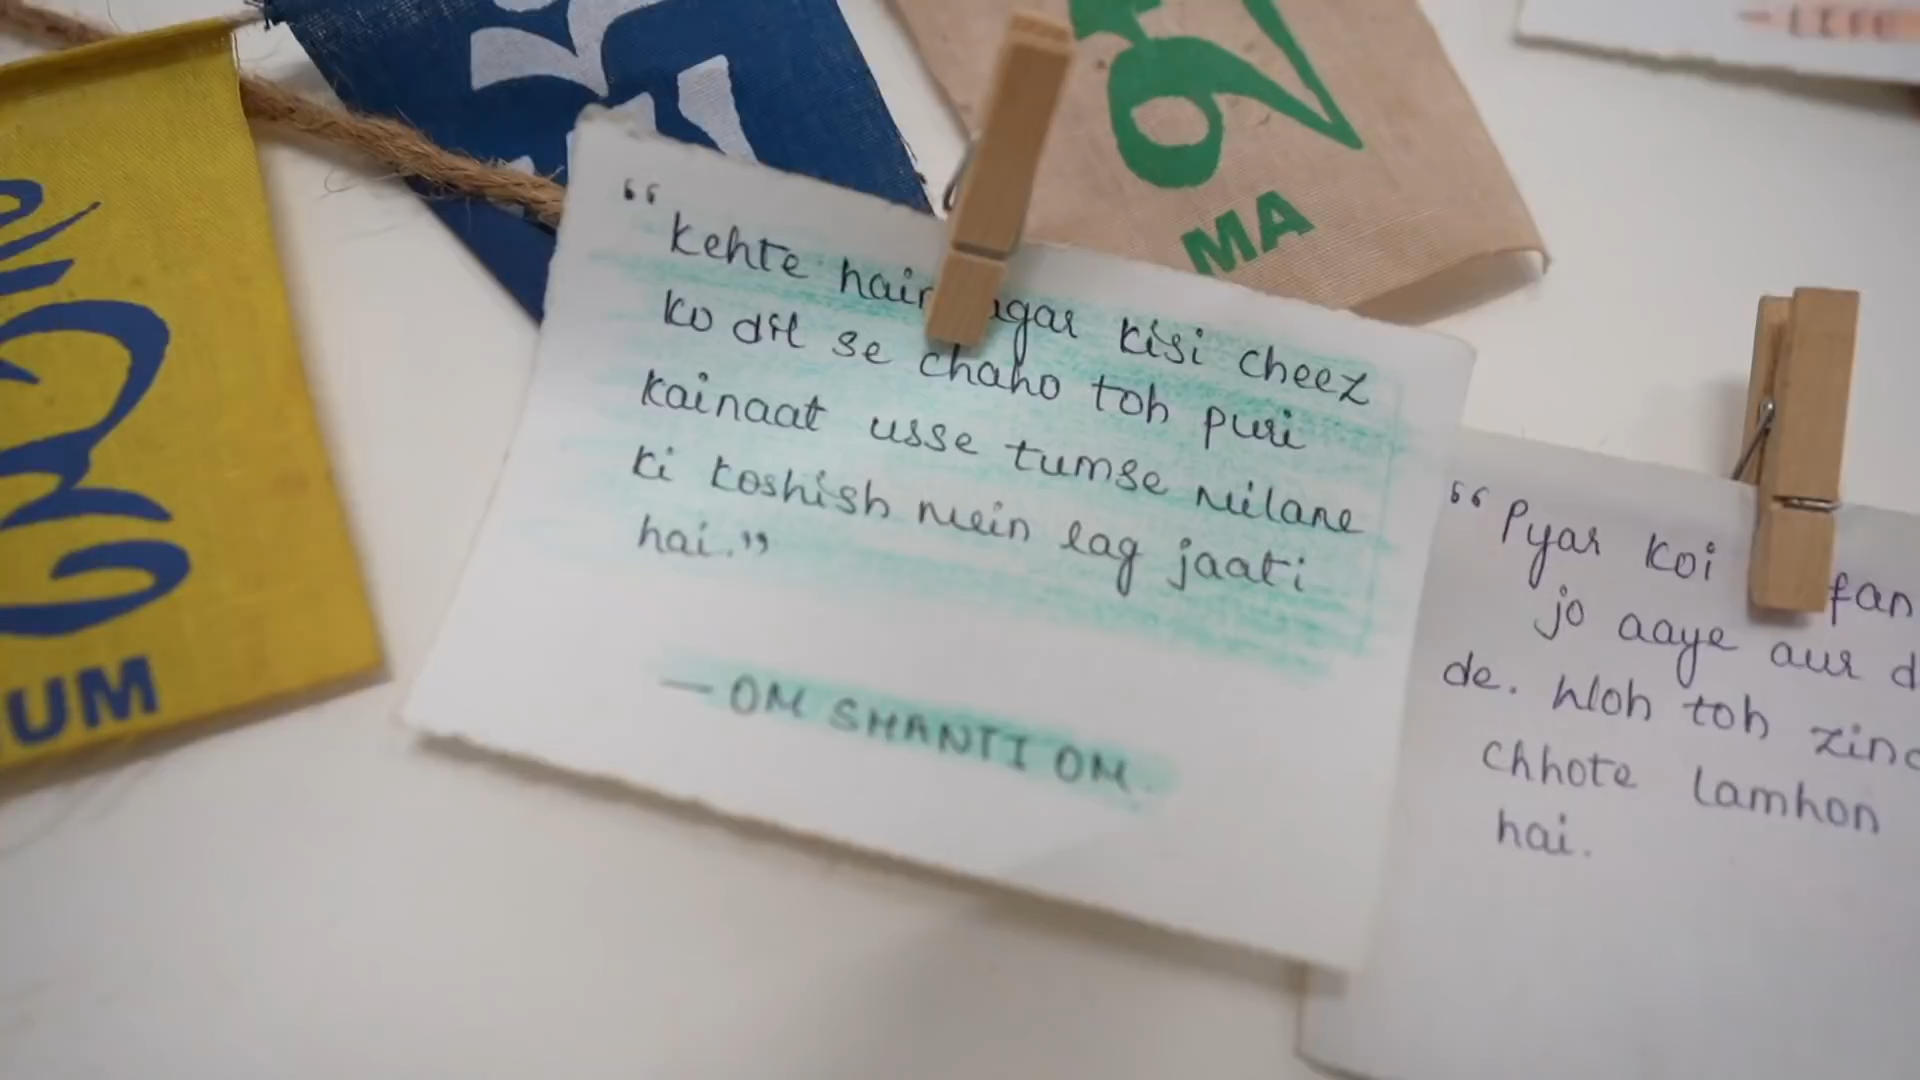 “Kehte hain agar kisi cheez
ko dil se chaho toh puri
kainaat usse tumse milane
ki koshish mein lag jaati
hai.”
— OM SHANTI OM.
“Pyar koi
jo aaye aur
de. Woh toh
chhote lamhon
hai.
MA
UM